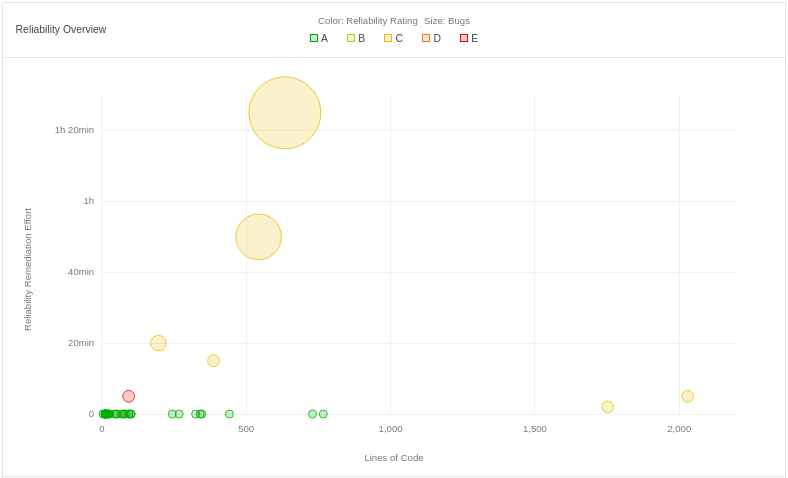 Reliability Overview
Color: Reliability Rating Size: Bugs
A B C D E
Reliability Remediation Effort
1h 20min
1h
40min
20min
0
0 500 1,000 1,500 2,000
Lines of Code